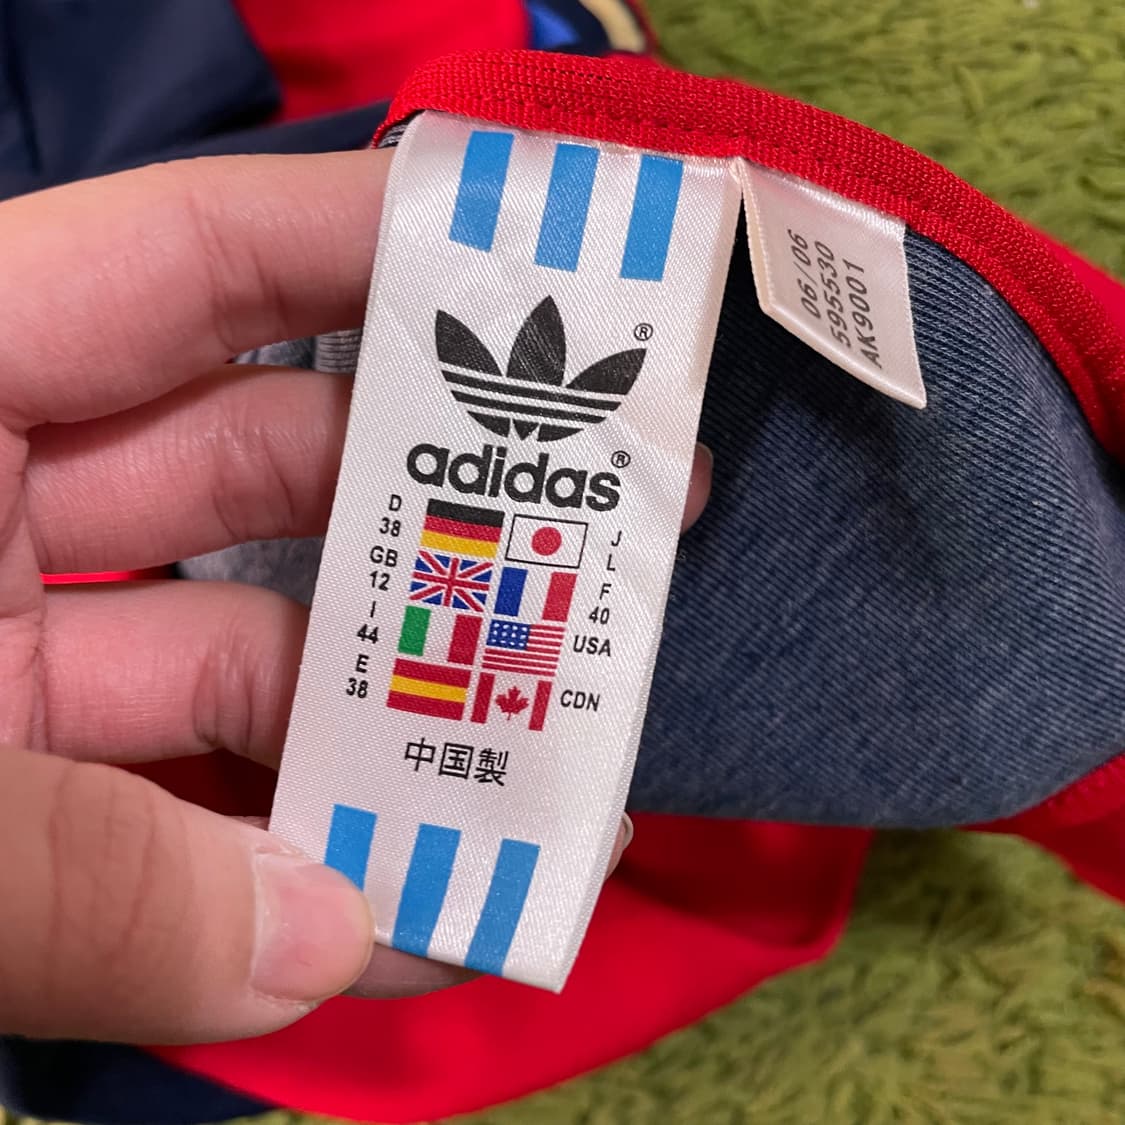 ®
adidas®
D
38
J
L
GB
12
F
40
I
44
USA
E
38
CDN
中国製
06/06
595530
AK9001